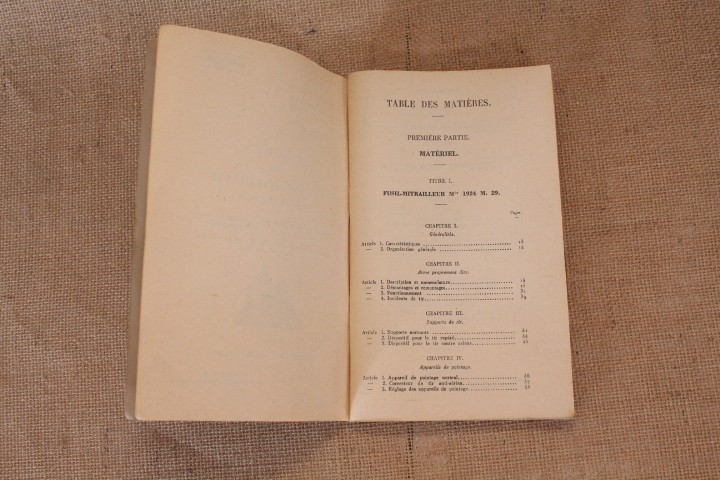 TABLE DES MATIÈRES.
PREMIÈRE PARTIE.
MATÉRIEL.
TITRE I.
FUSIL-MITRAILLEUR Mle 1924 M. 29.
Pages
CHAPITRE I.
Généralités.
Article 1. Caractéristiques
— 2. Organisation générale
CHAPITRE II.
Arme proprement dite.
Article 1. Description et nomenclature
— 2. Démontages et remontages
— 3. Fonctionnement
— 4. Incidents de tir
CHAPITRE III.
Supports de tir.
Article 1. Supports normaux
— 2. Dispositif pour le tir repéré
— 3. Dispositif pour le tir contre avions
CHAPITRE IV.
Appareils de pointage.
Article 1. Appareil de pointage normal
— 2. Correcteur de tir anti-aérien
— 3. Réglage des appareils de pointage